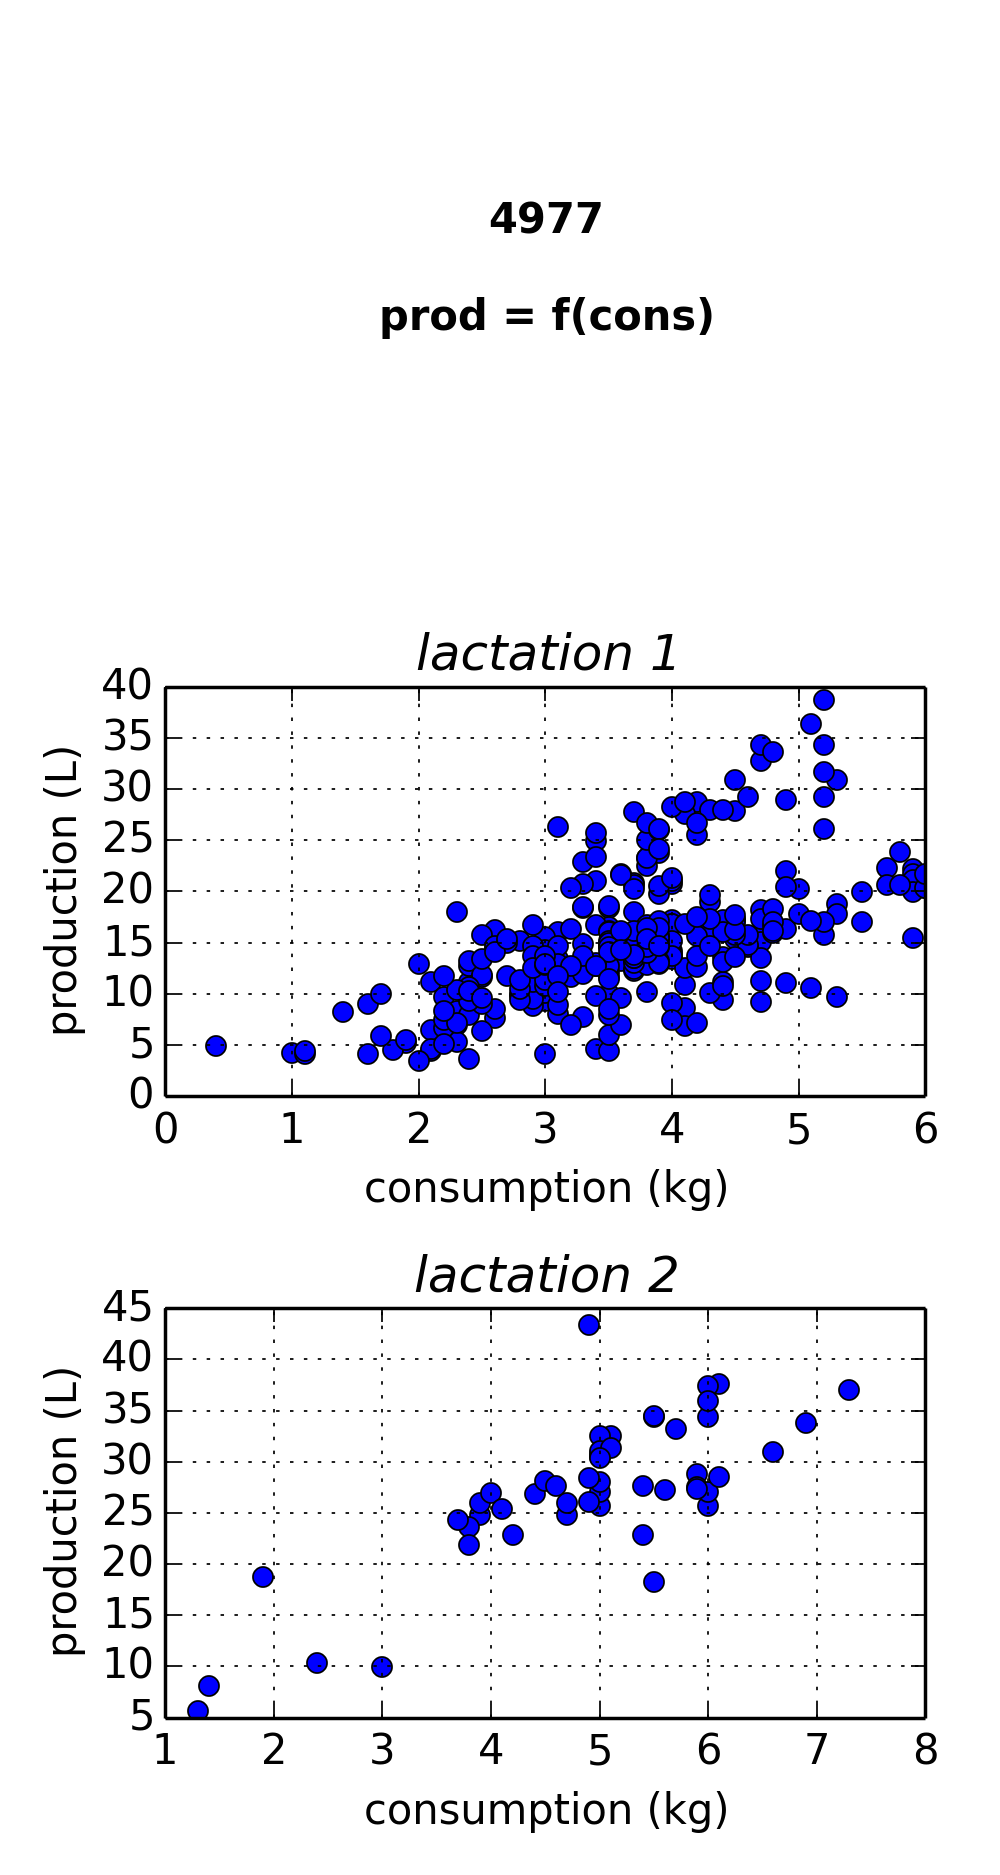 4977
prod = f(cons)
lactation 1
40
35
30
25
20
15
10
5
0
production (L)
0 1 2 3 4 5 6
consumption (kg)
lactation 2
45
40
35
30
25
20
15
10
5
production (L)
1 2 3 4 5 6 7 8
consumption (kg)